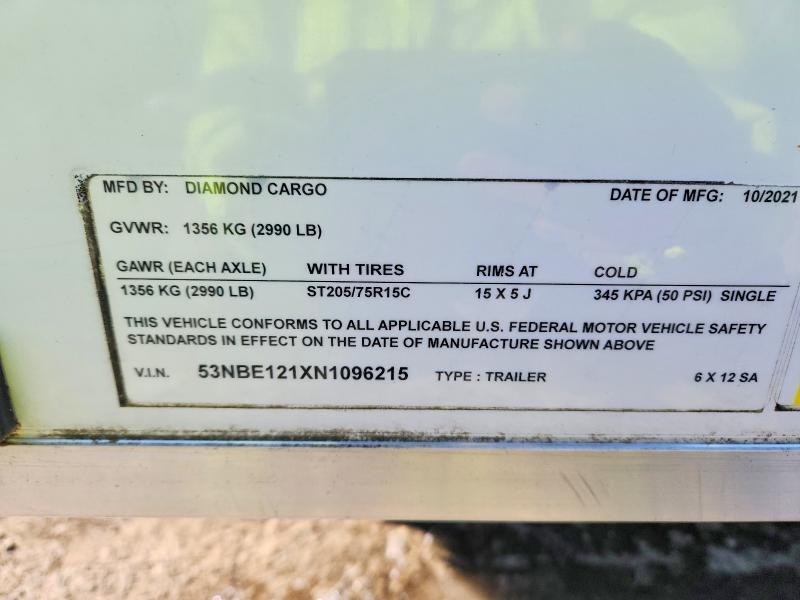 MFD BY: DIAMOND CARGO DATE OF MFG: 10/2021
GVWR: 1356 KG (2990 LB)
GAWR (EACH AXLE) WITH TIRES RIMS AT COLD
1356 KG (2990 LB) ST205/75R15C 15 X 5 J 345 KPA (50 PSI) SINGLE
THIS VEHICLE CONFORMS TO ALL APPLICABLE U.S. FEDERAL MOTOR VEHICLE SAFETY
STANDARDS IN EFFECT ON THE DATE OF MANUFACTURE SHOWN ABOVE
V.I.N. 53NBE121XN1096215 TYPE : TRAILER 6 X 12 SA